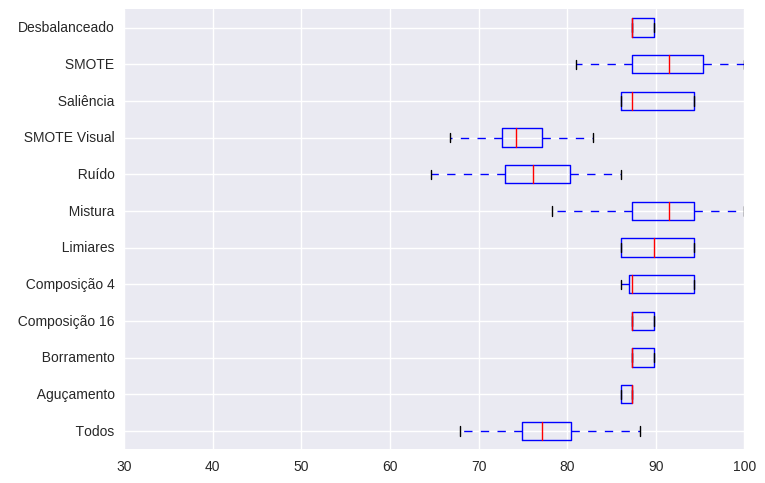 Desbalanceado
SMOTE
Saliência
SMOTE Visual
Ruído
Mistura
Limiares
Composição 4
Composição 16
Borramento
Aguçamento
Todos
30 40 50 60 70 80 90 100